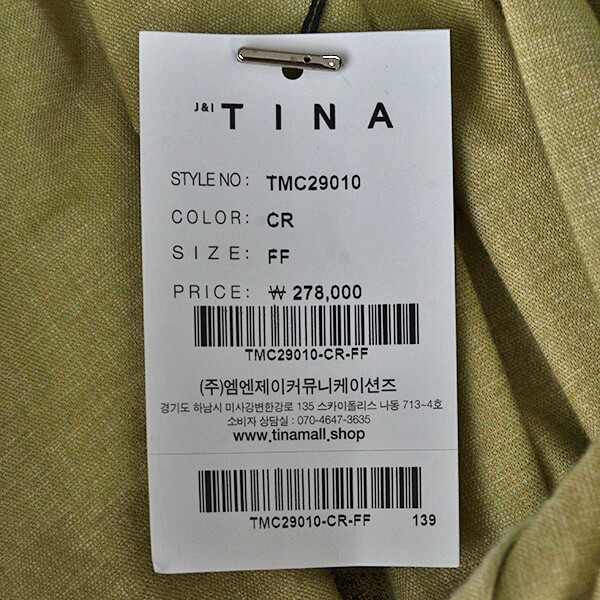 J&I TINA
STYLE NO: TMC29010
COLOR: CR
SIZE: FF
PRICE: ₩ 278,000
TMC29010-CR-FF
(주)엠엔제이커뮤니케이션즈
경기도 하남시 미사강변한강로 135 스카이폴리스 나동 713~4호
소비자 상담실 : 070-4647-3635
www.tinamall.shop
TMC29010-CR-FF 139